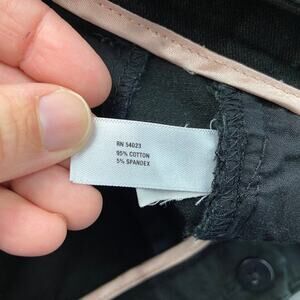 RN 54023
95% COTTON
5% SPANDEX